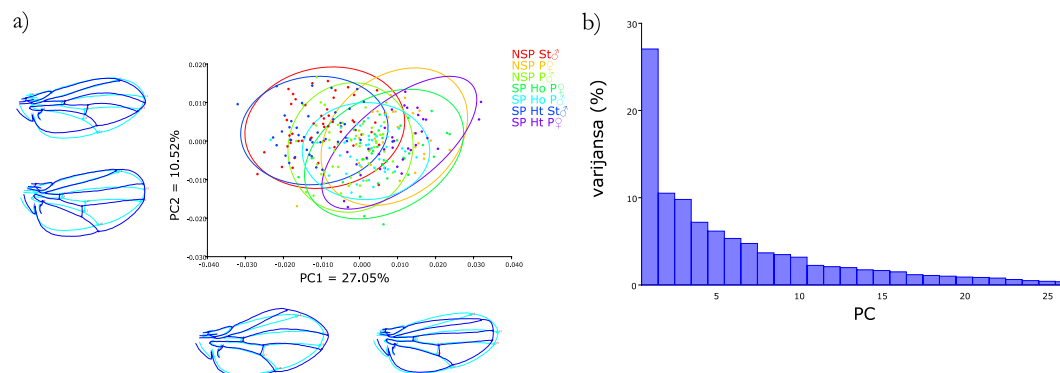 a)
NSP St♂
NSP P♀
NSP P♂
SP Ho P♀
SP Ho P♂
SP Ht St♂
SP Ht P♀
PC2 = 10.52%
0.020
0.010
0.000
-0.010
-0.020
-0.030
-0.040 -0.030 -0.020 -0.010 0.000 0.010 0.020 0.030 0.040
PC1 = 27.05%
b)
varijansa (%)
30
20
10
0
5 10 15 20 25
PC